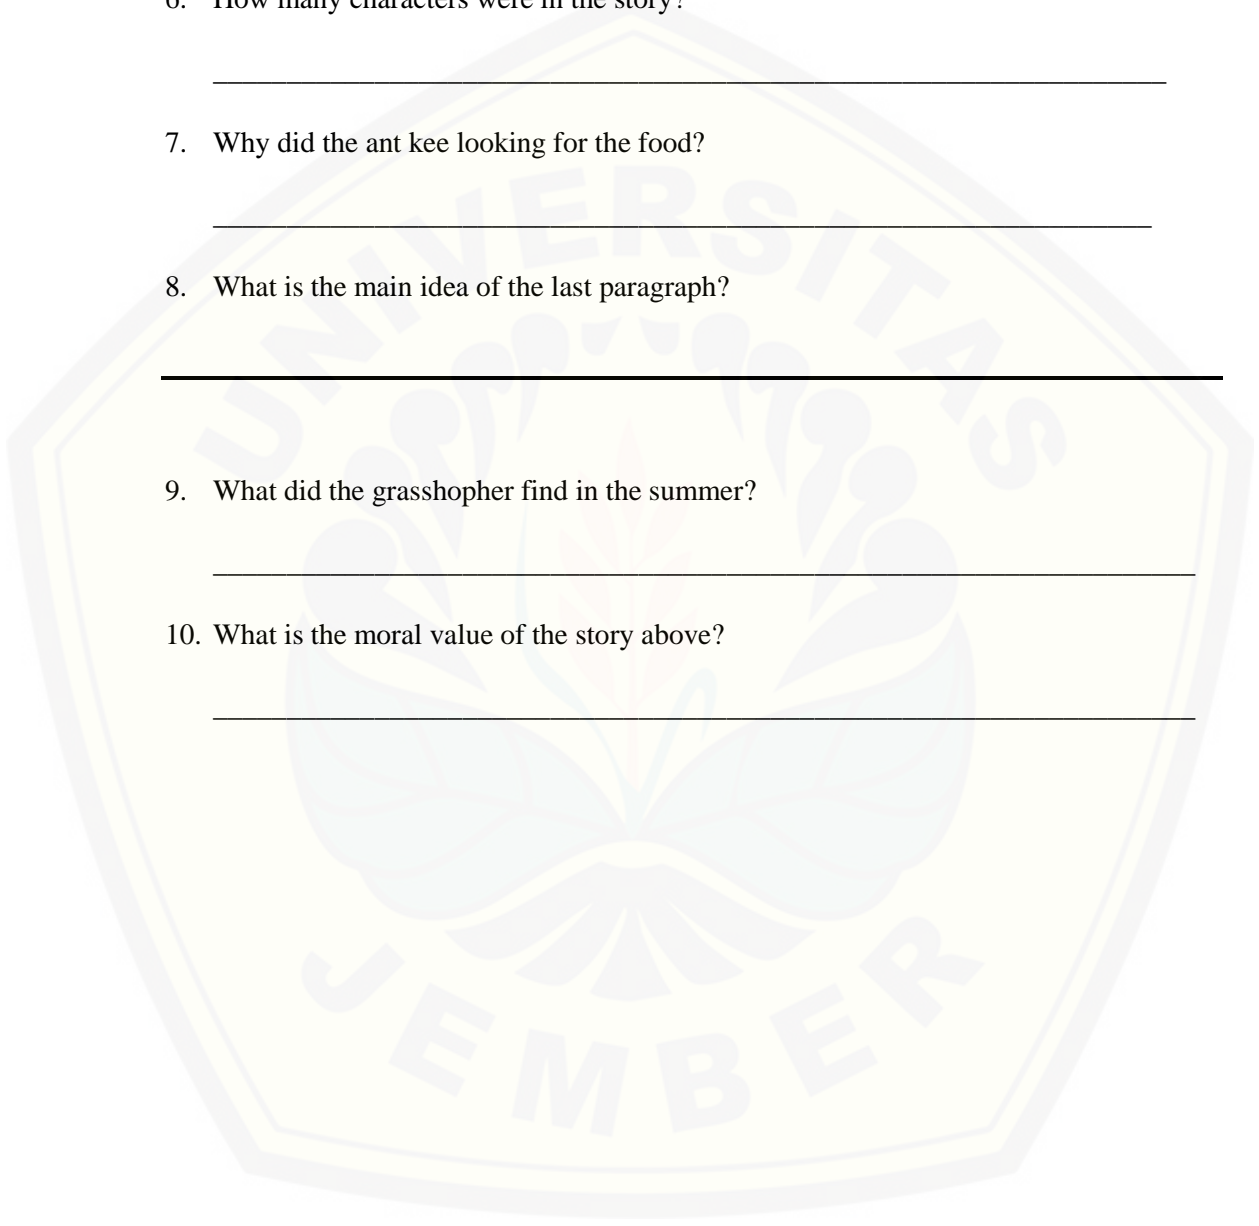 6. How many characters were in the story?
7. Why did the ant kee looking for the food?
8. What is the main idea of the last paragraph?
9. What did the grasshopher find in the summer?
10. What is the moral value of the story above?
UNIVERSITAS
JEMBER